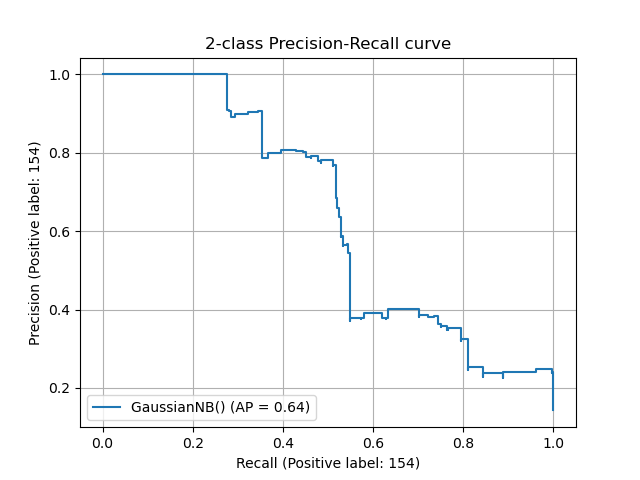 2-class Precision-Recall curve
1.0
0.8
0.6
0.4
0.2
Precision (Positive label: 154)
GaussianNB() (AP = 0.64)
0.0 0.2 0.4 0.6 0.8 1.0
Recall (Positive label: 154)